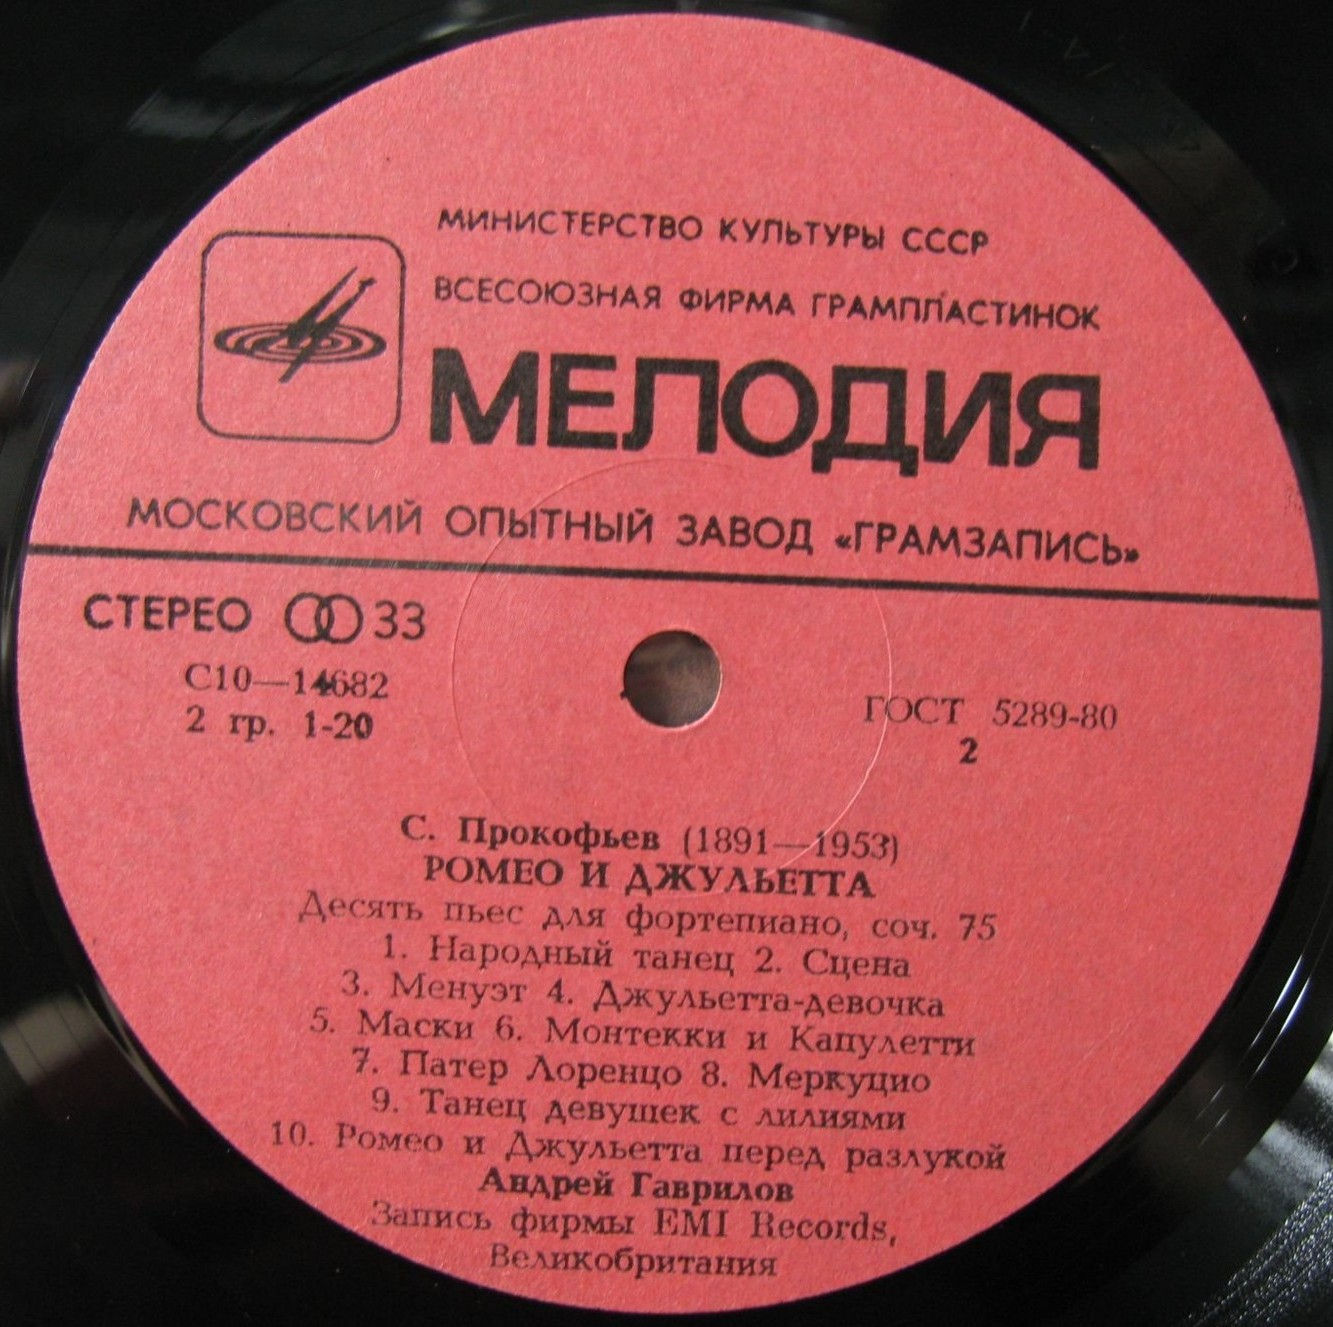 МИНИСТЕРСТВО КУЛЬТУРЫ СССР
ВСЕСОЮЗНАЯ ФИРМА ГРАМПЛАСТИНОК
МЕЛОДИЯ
МОСКОВСКИЙ ОПЫТНЫЙ ЗАВОД «ГРАМЗАПИСЬ»
СТЕРЕО 33
С10—14682
2 гр. 1-20
ГОСТ 5289-80
2
С. Прокофьев (1891—1953)
РОМЕО И ДЖУЛЬЕТТА
Десять пьес для фортепиано, соч. 75
1. Народный танец 2. Сцена
3. Менуэт 4. Джульетта-девочка
5. Маски 6. Монтекки и Капулетти
7. Патер Лоренцо 8. Меркуцио
9. Танец девушек с лилиями
10. Ромео и Джульетта перед разлукой
Андрей Гаврилов
Запись фирмы EMI Records,
Великобритания